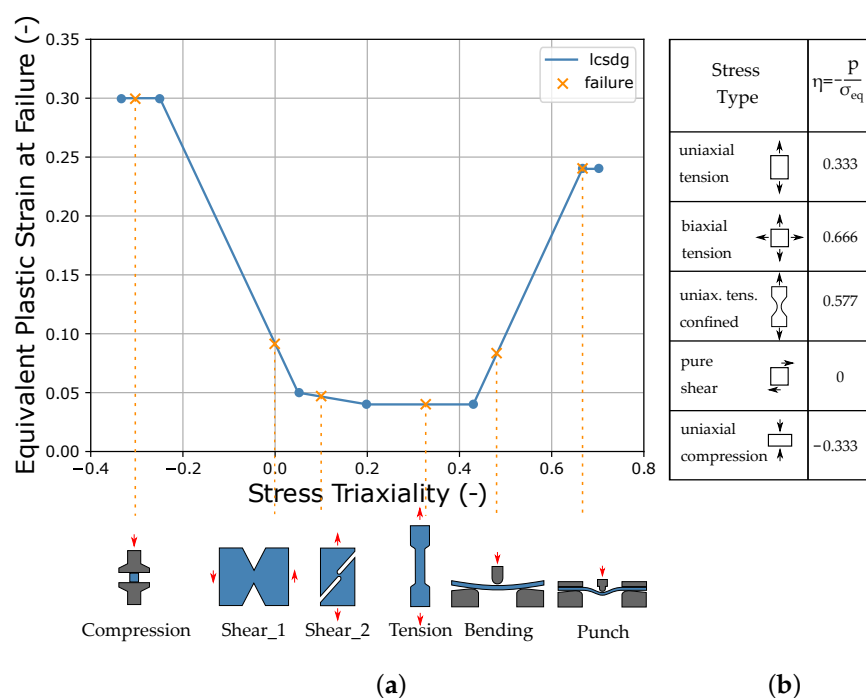 Equivalent Plastic Strain at Failure (-)
0.35
0.30
0.25
0.20
0.15
0.10
0.05
0.00
−0.4
−0.2
0.0
0.2
0.4
0.6
0.8
Stress Triaxiality (-)
lcsdg
failure
Compression
Shear_1
Shear_2
Tension
Bending
Punch
(a)
Stress
Type
η=-p/σeq
uniaxial
tension
0.333
biaxial
tension
0.666
uniax. tens.
confined
0.577
pure
shear
0
uniaxial
compression
−0.333
(b)